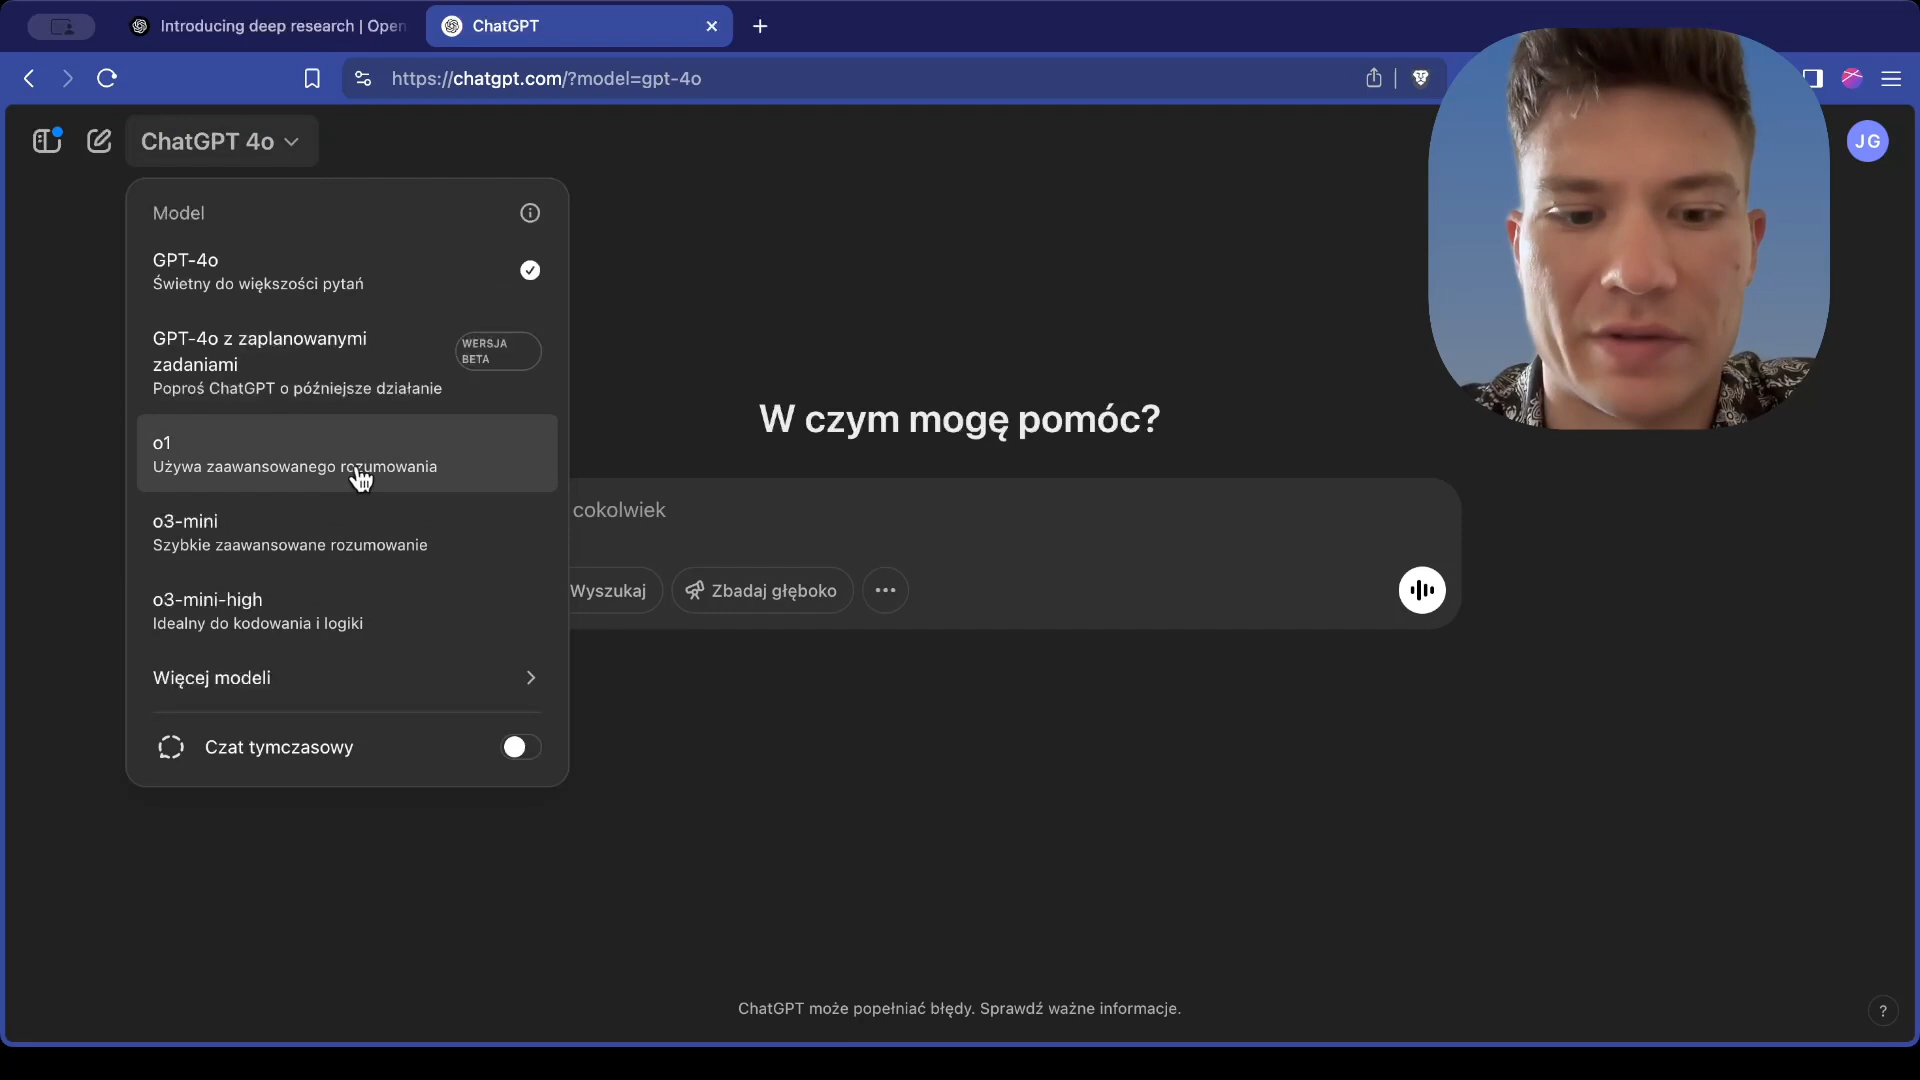 Introducing deep research | Open
ChatGPT
https://chatgpt.com/?model=gpt-4o
ChatGPT 4o
JG
Model
GPT-4o
Świetny do większości pytań
GPT-4o z zaplanowanymi
zadaniami
WERSJA
BETA
Poproś ChatGPT o późniejsze działanie
o1
Używa zaawansowanego rozumowania
o3-mini
Szybkie zaawansowane rozumowanie
o3-mini-high
Idealny do kodowania i logiki
Więcej modeli
Czat tymczasowy
W czym mogę pomóc?
cokolwiek
Wyszukaj
Zbadaj głęboko
ChatGPT może popełniać błędy. Sprawdź ważne informacje.
?